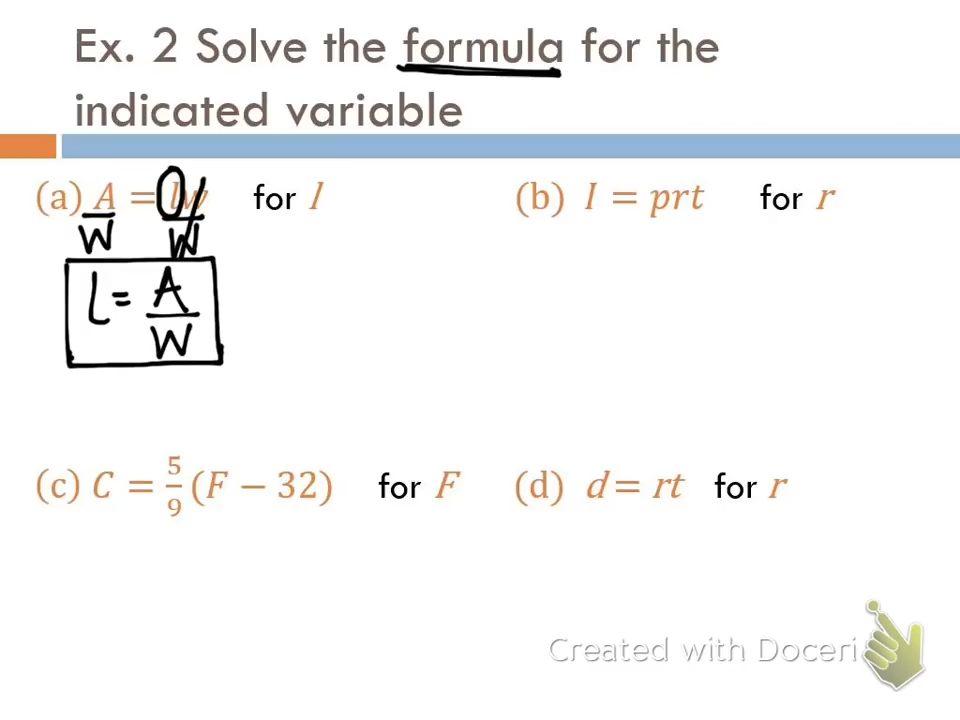 Ex. 2 Solve the formula for the
indicated variable
(a) A = lw for l
W W
l = A/W
(b) I = prt for r
(c) C = 5/9 (F − 32) for F
(d) d = rt for r
Created with Doceri